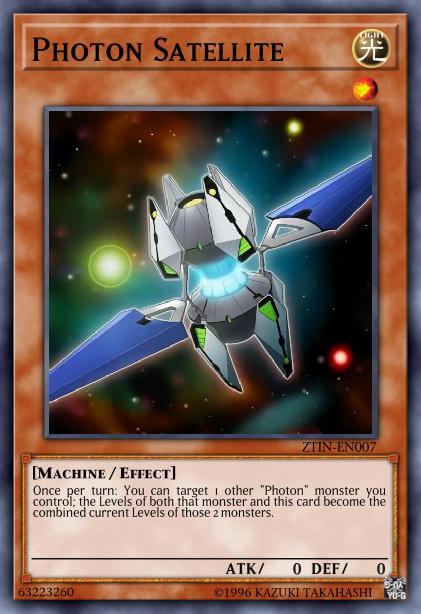 PHOTON SATELLITE
LIGHT
光
ZTIN-EN007
[MACHINE / EFFECT]
Once per turn: You can target 1 other "Photon" monster you
control; the Levels of both that monster and this card become the
combined current Levels of those 2 monsters.
ATK/ 0 DEF/ 0
63223260
©1996 KAZUKI TAKAHASHI